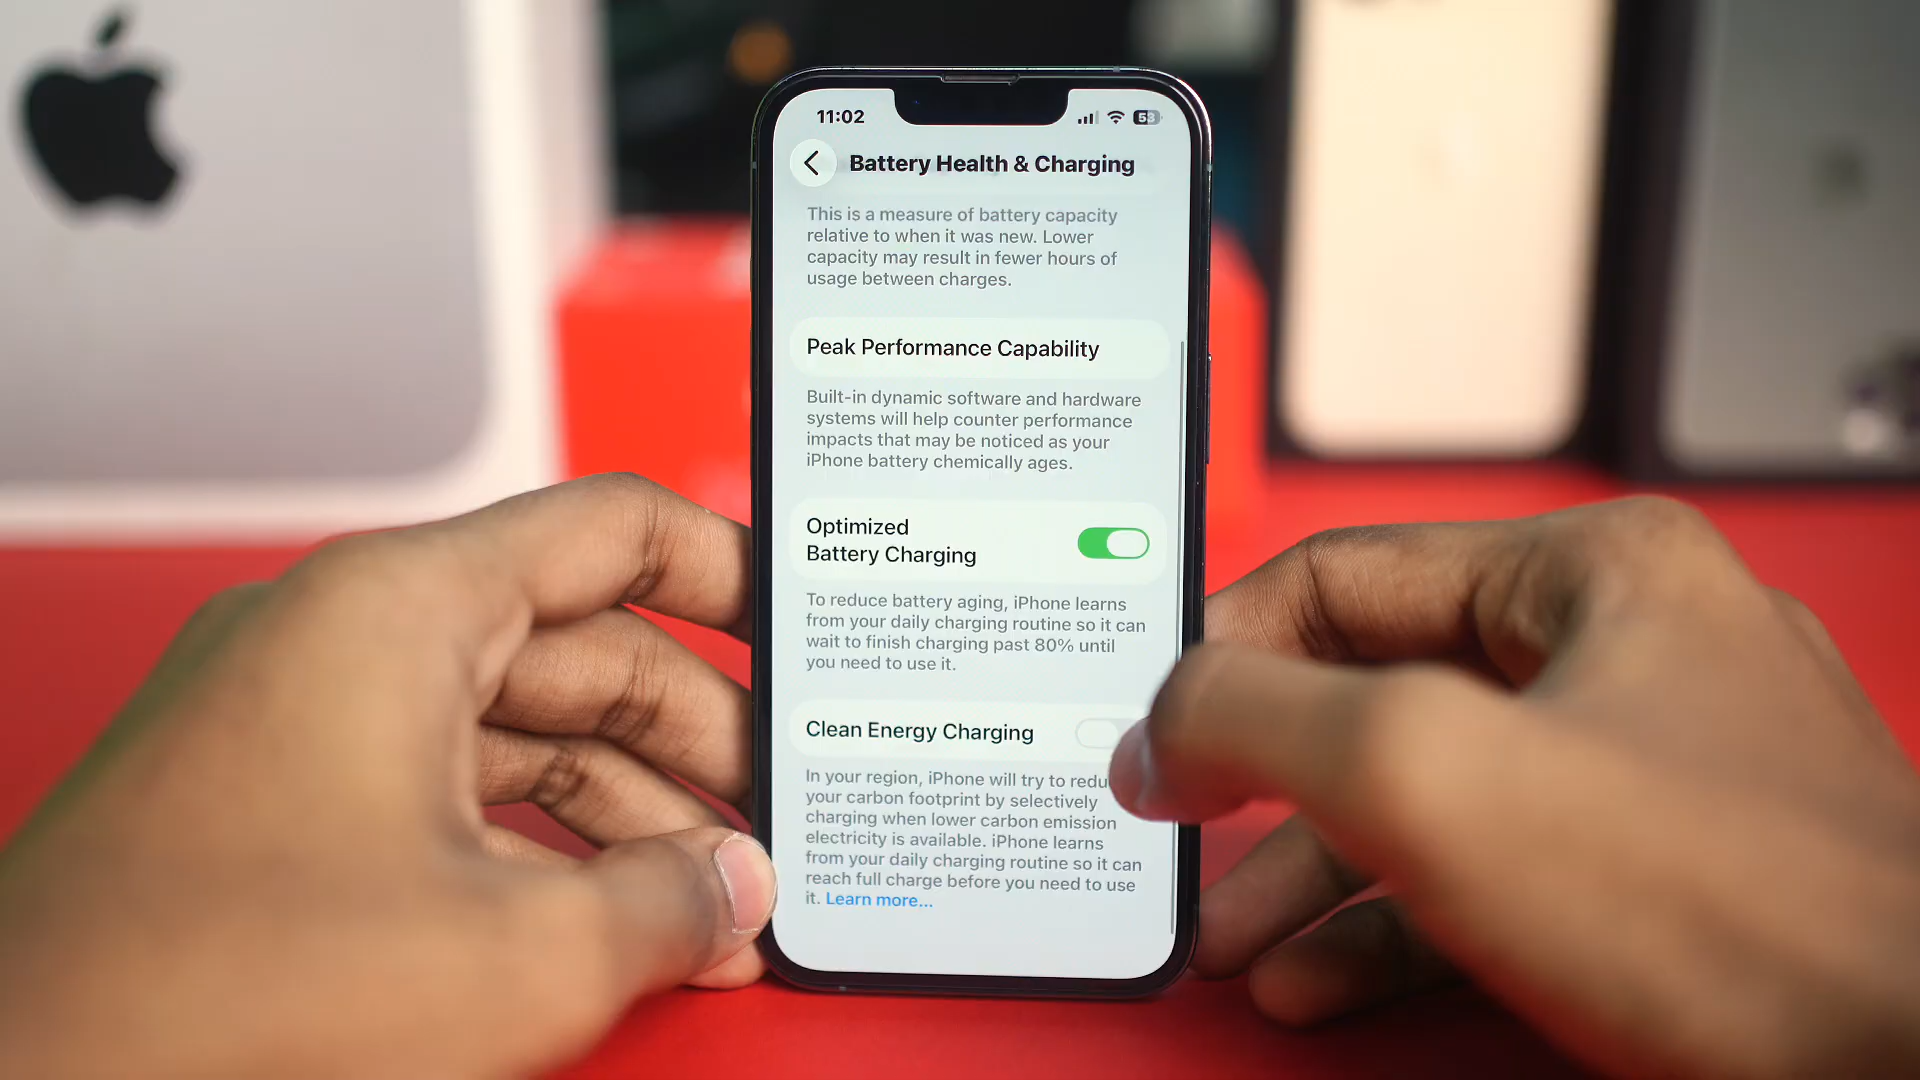 11:02
53
Battery Health & Charging
This is a measure of battery capacity
relative to when it was new. Lower
capacity may result in fewer hours of
usage between charges.
Peak Performance Capability
Built-in dynamic software and hardware
systems will help counter performance
impacts that may be noticed as your
iPhone battery chemically ages.
Optimized
Battery Charging
To reduce battery aging, iPhone learns
from your daily charging routine so it can
wait to finish charging past 80% until
you need to use it.
Clean Energy Charging
In your region, iPhone will try to redu
your carbon footprint by selectively
charging when lower carbon emission
electricity is available. iPhone learns
from your daily charging routine so it can
reach full charge before you need to use
it. Learn more...